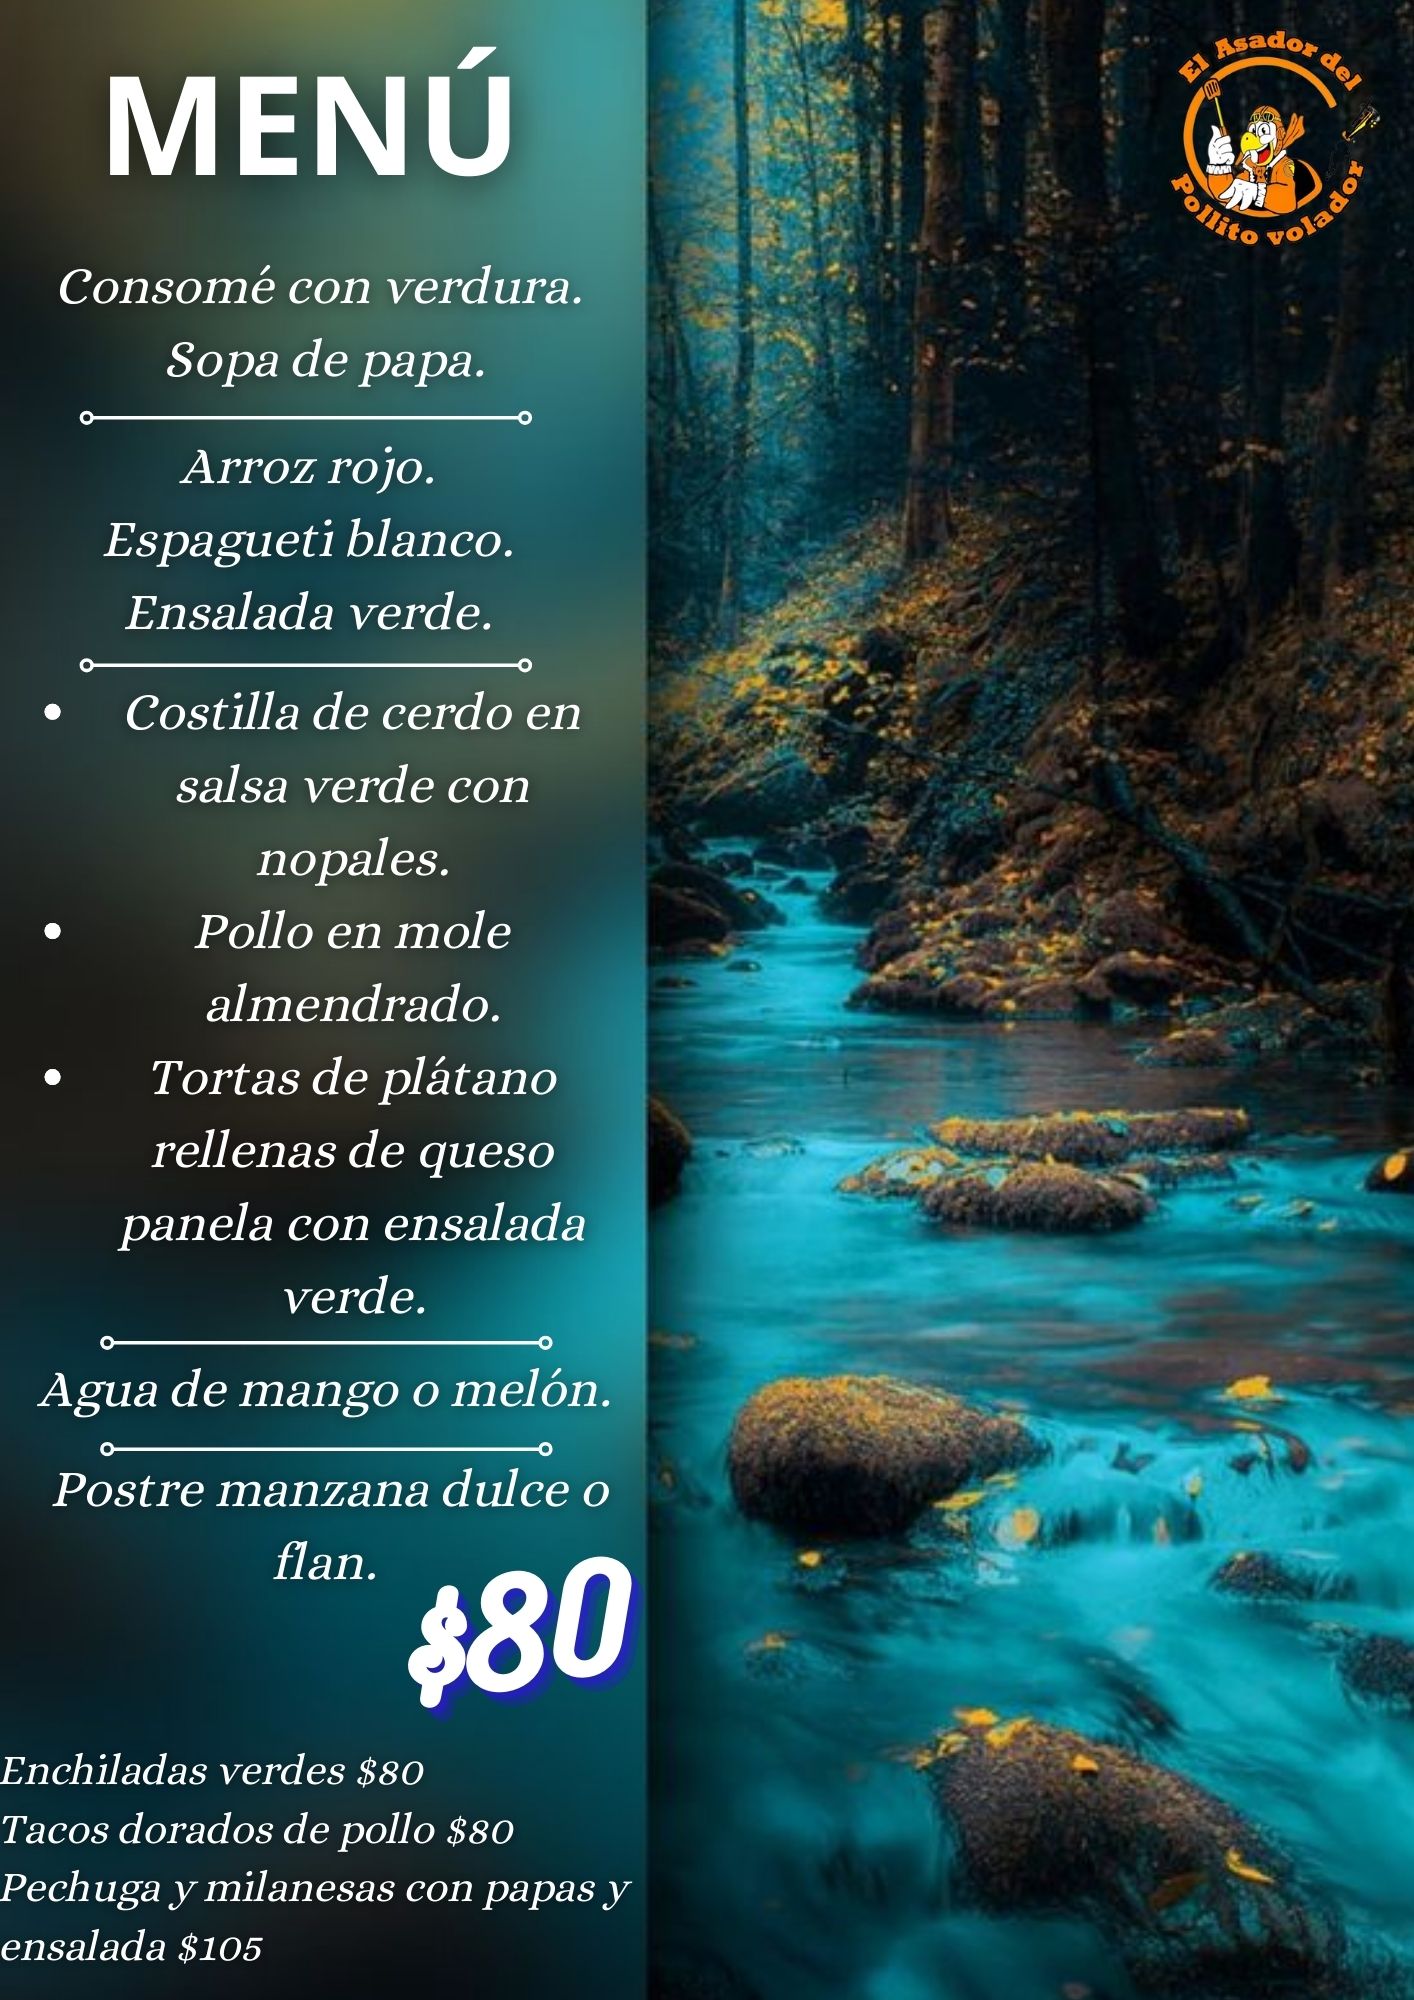 MENÚ
El Asador del
Pollito volador
Consomé con verdura.
Sopa de papa.
Arroz rojo.
Espagueti blanco.
Ensalada verde.
• Costilla de cerdo en
salsa verde con
nopales.
• Pollo en mole
almendrado.
• Tortas de plátano
rellenas de queso
panela con ensalada
verde.
Agua de mango o melón.
Postre manzana dulce o
flan.
$80
Enchiladas verdes $80
Tacos dorados de pollo $80
Pechuga y milanesas con papas y
ensalada $105